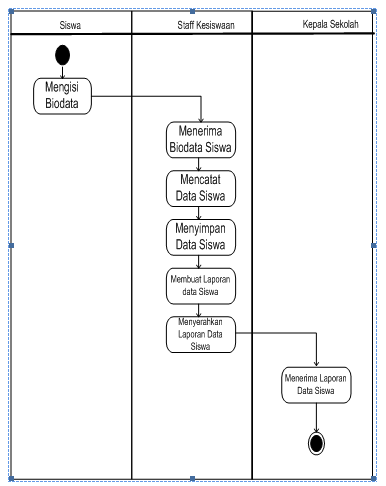 Siswa
Staff Kesiswaan
Kepala Sekolah
Mengisi
Biodata
Menerima
Biodata Siswa
Mencatat
Data Siswa
Menyimpan
Data Siswa
Membuat Laporan
data Siswa
Menyerahkan
Laporan Data
Siswa
Menerima Laporan
Data Siswa